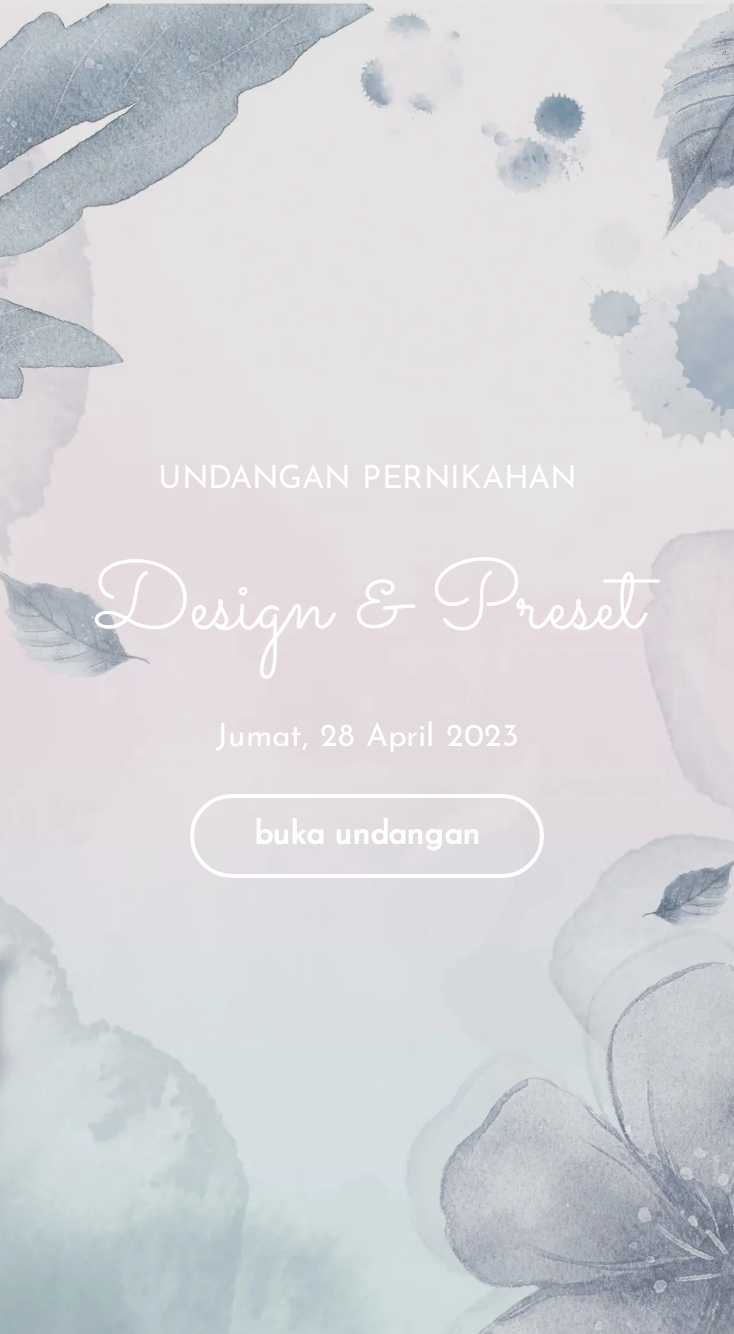 UNDANGAN PERNIKAHAN
Design & Preset
Jumat, 28 April 2023
buka undangan